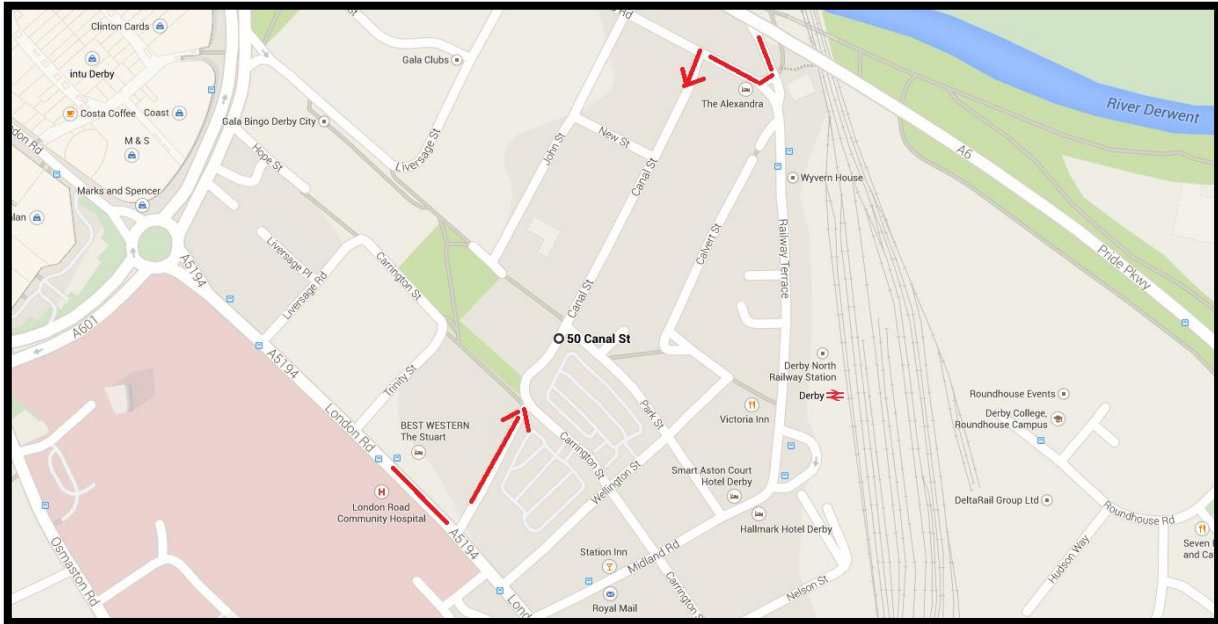 Clinton Cards
intu Derby
Costa Coffee
Coast
M & S
Marks and Spencer
Gala Clubs
Gala Bingo Derby City
Hope St
Liversage St
John St
New St
Canal St
The Alexandra
Rd
River Derwent
A6
Wyvern House
Calvert St
Railway Terrace
Pride Pkwy
Liversage Pl
Liversage Rd
Carrington St
A5194
A601
Canal St
50 Canal St
Trinity St
A5194
London Rd
Derby North
Railway Station
Derby
Park St
Victoria Inn
Roundhouse Events
Derby College,
Roundhouse Campus
BEST WESTERN
The Stuart
Carrington St
Wellington St
Smart Aston Court
Hotel Derby
London Road
Community Hospital
H
A5194
Hallmark Hotel Derby
DeltaRail Group Ltd
Roundhouse Rd
Osmaston Rd
Station Inn
Midland Rd
Royal Mail
Carrington St
Nelson St
Hudson Way
Seven
and Ca